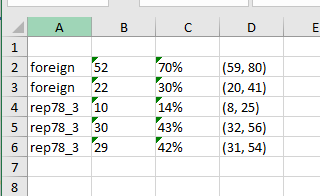 A B C D E
1
2 foreign 52 70% (59, 80)
3 foreign 22 30% (20, 41)
4 rep78_3 10 14% (8, 25)
5 rep78_3 30 43% (32, 56)
6 rep78_3 29 42% (31, 54)
7
8